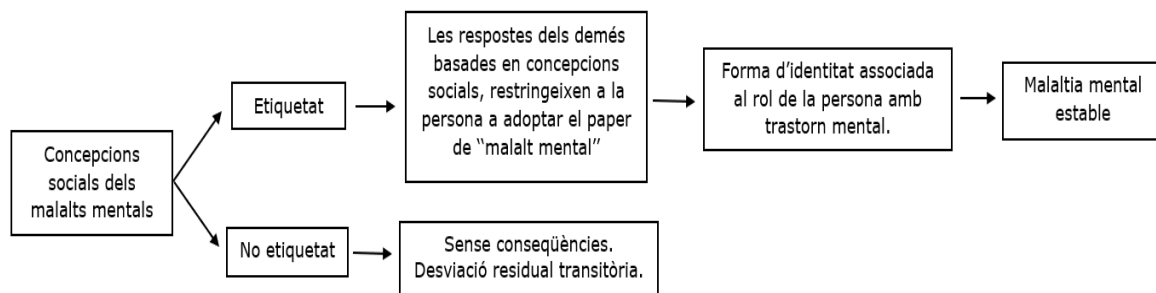 Concepcions
socials dels
malalts mentals
Etiquetat
Les respostes dels demés
basades en concepcions
socials, restringeixen a la
persona a adoptar el paper
de “malalt mental”
Forma d’identitat associada
al rol de la persona amb
trastorn mental.
Malaltia mental
estable
No etiquetat
Sense conseqüències.
Desviació residual transitòria.